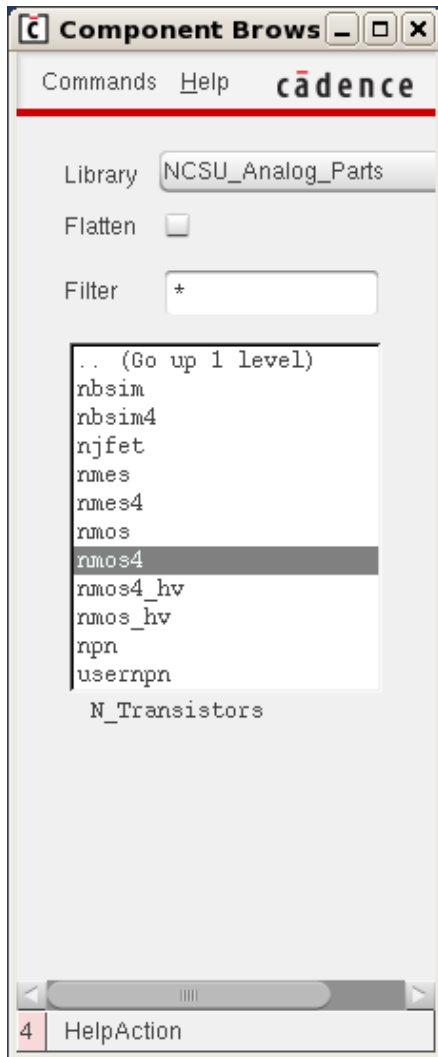 Component Brows
Commands Help cādence
Library NCSU_Analog_Parts
Flatten
Filter *
.. (Go up 1 level)
nbsim
nbsim4
njfet
nmes
nmes4
nmos
nmos4
nmos4_hv
nmos_hv
npn
usernpn
N_Transistors
4 HelpAction